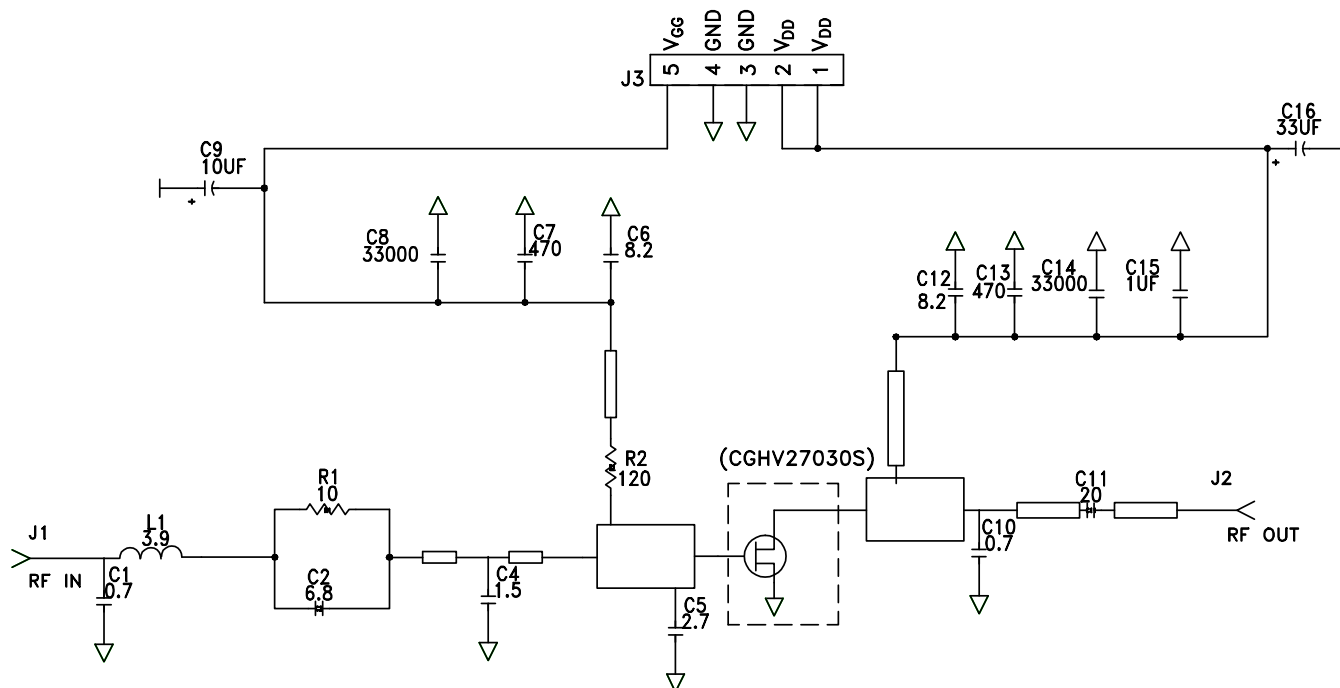 VGG
GND
GND
VDD
VDD
J3
5
4
3
2
1
C16
33UF
+
C9
10UF
+
C8
33000
C7
470
C6
8.2
C12
8.2
C13
470
C14
33000
C15
1UF
R2
120
(CGHV27030S)
R1
10
C11
20
J2
RF OUT
J1
RF IN
L1
3.9
C1
0.7
C2
6.8
C4
1.5
C5
2.7
C10
0.7